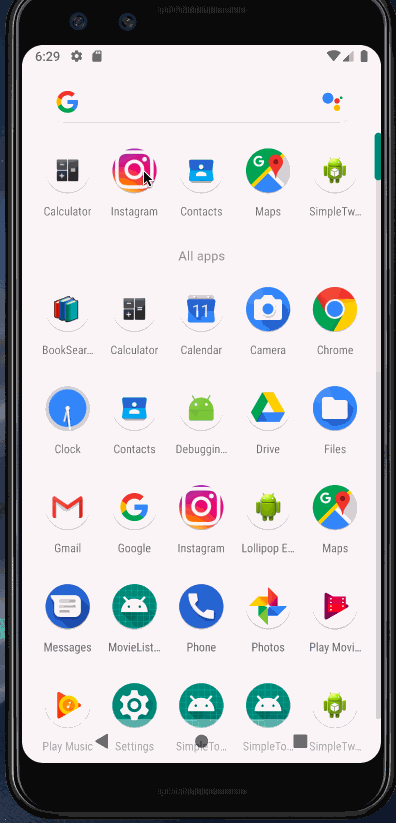 6:29
Calculator Instagram Contacts Maps SimpleTw...
All apps
BookSear... Calculator Calendar Camera Chrome
11
Clock Contacts Debuggin... Drive Files
Gmail Google Instagram Lollipop E... Maps
Messages MovieList... Phone Photos Play Movi...
Play Music Settings SimpleTo... SimpleTo... SimpleTw...